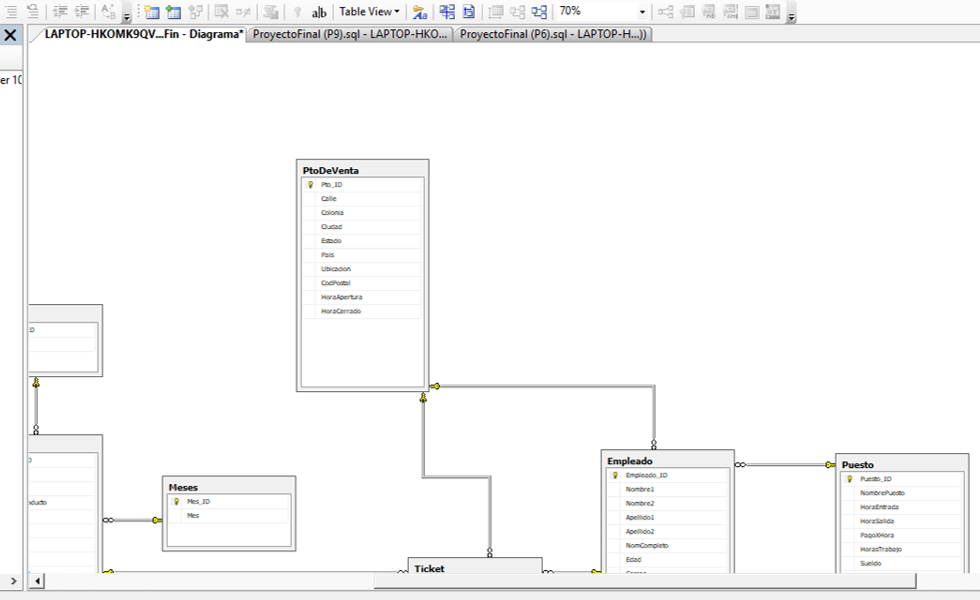 alb
Table View
70%
LAPTOP-HKOMK9QV...Fin - Diagrama*
ProyectoFinal (P9).sql - LAPTOP-HKO...
ProyectoFinal (P6).sql - LAPTOP-H...))
er 10
PtoDeVenta
Pto_ID
Calle
Colonia
Ciudad
Estado
Pais
Ubicacion
CodPostal
HoraApertura
HoraCerrado
D
Meses
Mes_ID
Mes
oducto
Empleado
Empleado_ID
Nombre1
Nombre2
Apellido1
Apellido2
NomCompleto
Edad
Puesto
Puesto_ID
NombrePuesto
HoraEntrada
HoraSalida
PagoXHora
HorasTrabajo
Sueldo
Ticket